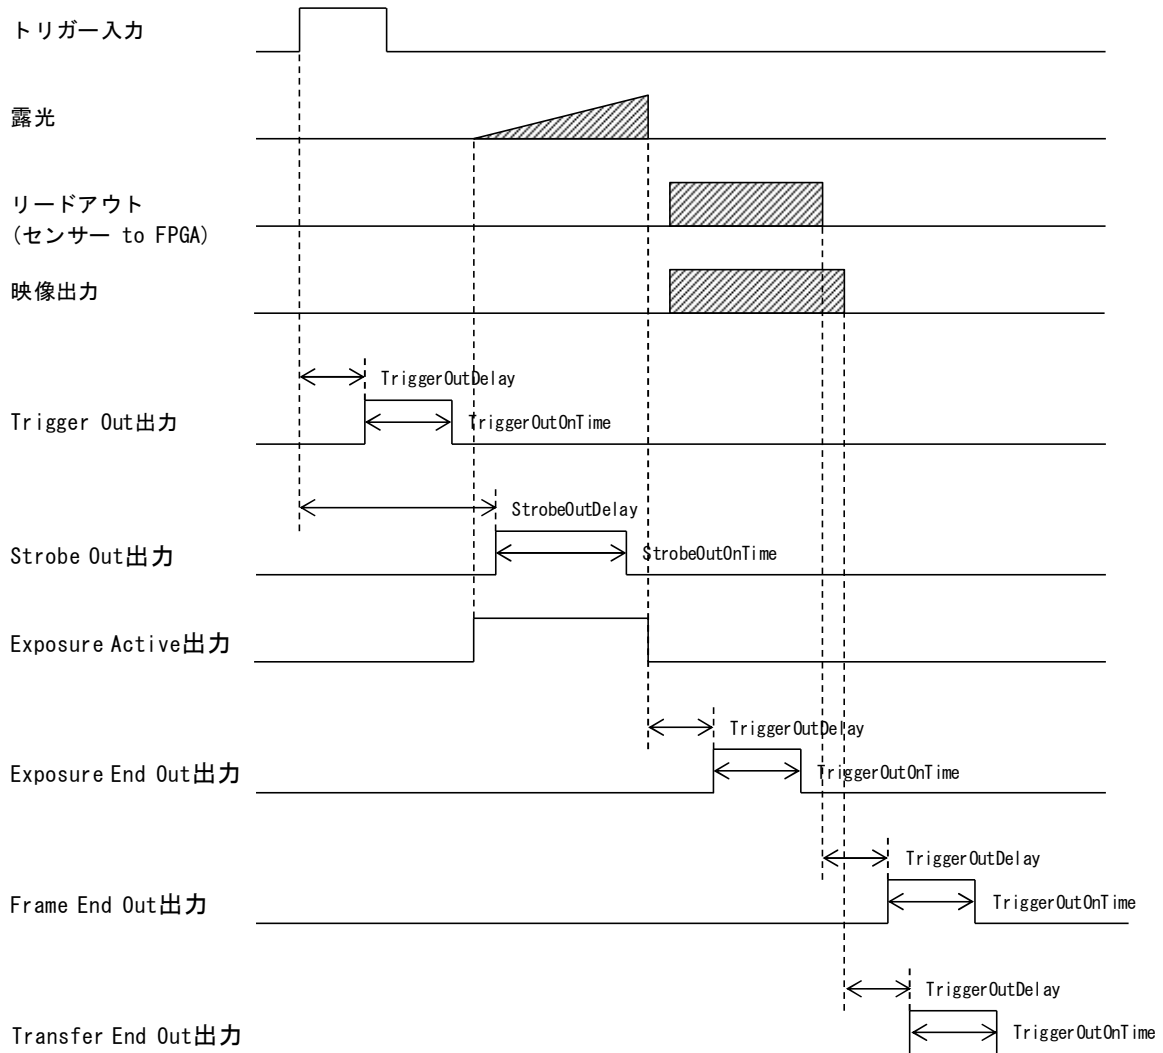 トリガー入力
露光
リードアウト
(センサー to FPGA)
映像出力
TriggerOutDelay
Trigger Out出力
TriggerOutOnTime
StrobeOutDelay
Strobe Out出力
StrobeOutOnTime
Exposure Active出力
TriggerOutDelay
Exposure End Out出力
TriggerOutOnTime
TriggerOutDelay
Frame End Out出力
TriggerOutOnTime
TriggerOutDelay
Transfer End Out出力
TriggerOutOnTime